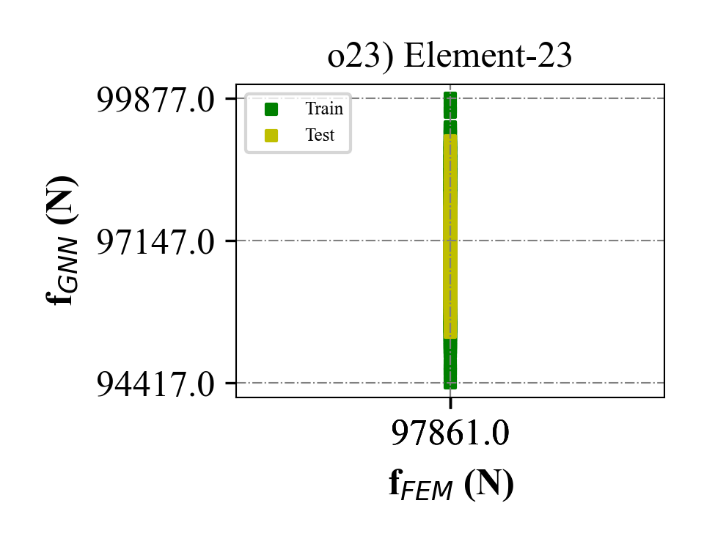 o23) Element-23
99877.0
Train
Test
97147.0
94417.0
f_GNN (N)
97861.0
f_FEM (N)